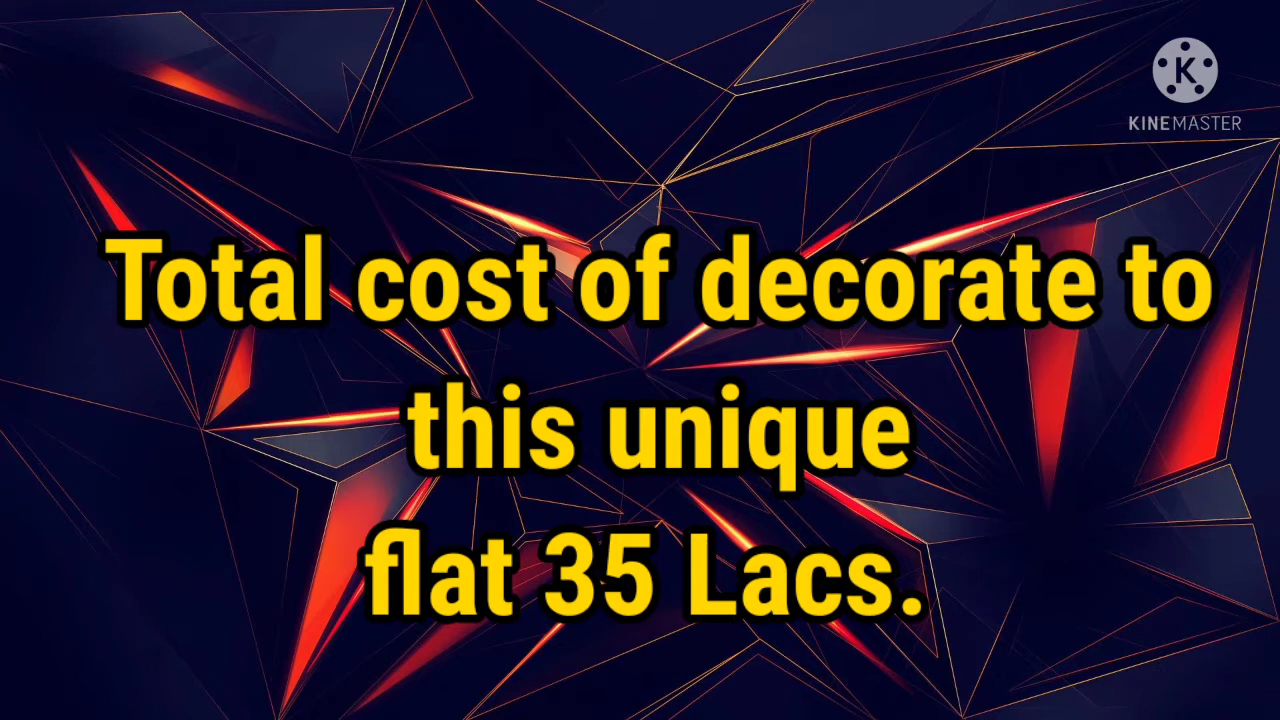 K
KINEMASTER
Total cost of decorate to
this unique
flat 35 Lacs.